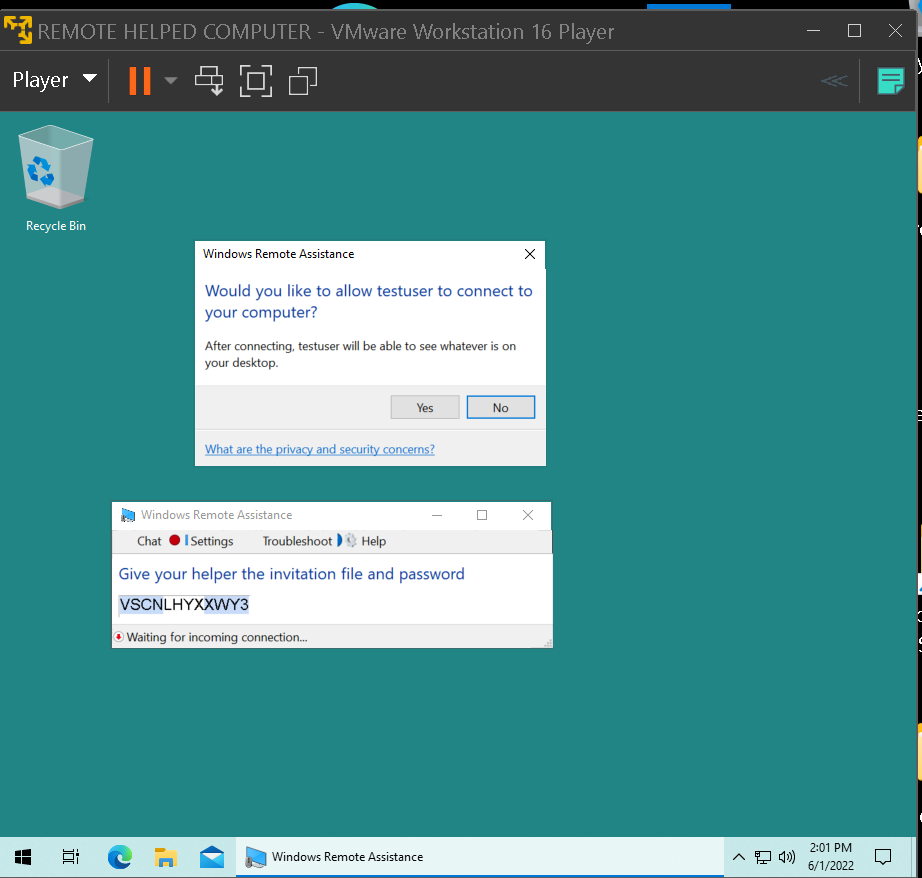 REMOTE HELPED COMPUTER - VMware Workstation 16 Player
Player
Recycle Bin
Windows Remote Assistance
Would you like to allow testuser to connect to
your computer?
After connecting, testuser will be able to see whatever is on
your desktop.
Yes
No
What are the privacy and security concerns?
Windows Remote Assistance
Chat Settings Troubleshoot Help
Give your helper the invitation file and password
VSCNLHYXXWY3
Waiting for incoming connection...
Windows Remote Assistance
2:01 PM
6/1/2022